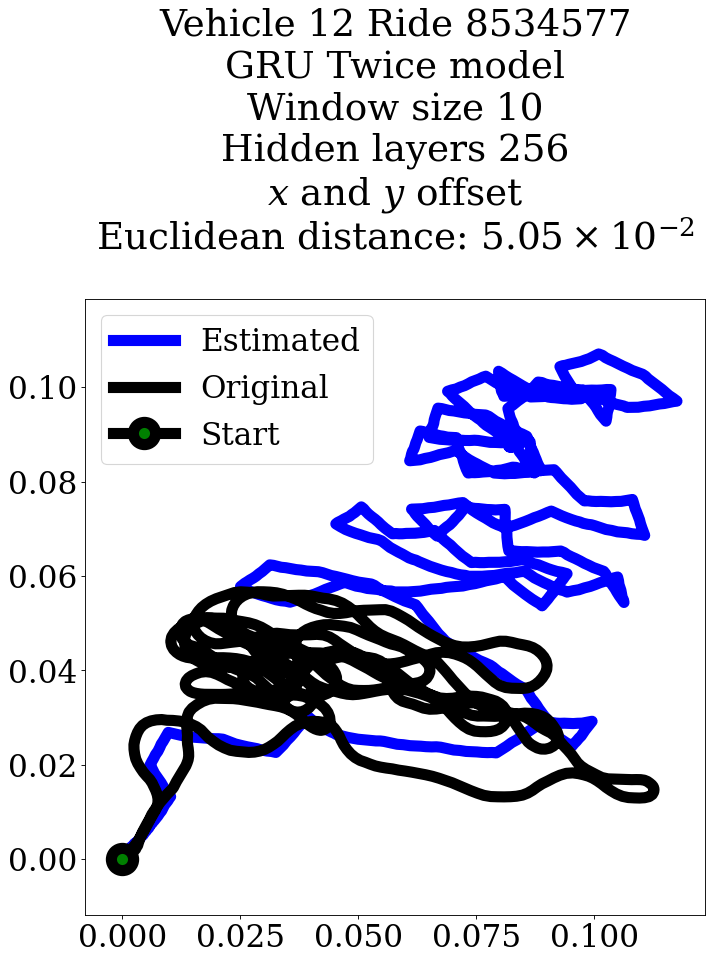 Vehicle 12 Ride 8534577
GRU Twice model
Window size 10
Hidden layers 256
x and y offset
Euclidean distance: 5.05 × 10⁻²
Estimated
Original
Start
0.10
0.08
0.06
0.04
0.02
0.00
0.000 0.025 0.050 0.075 0.100